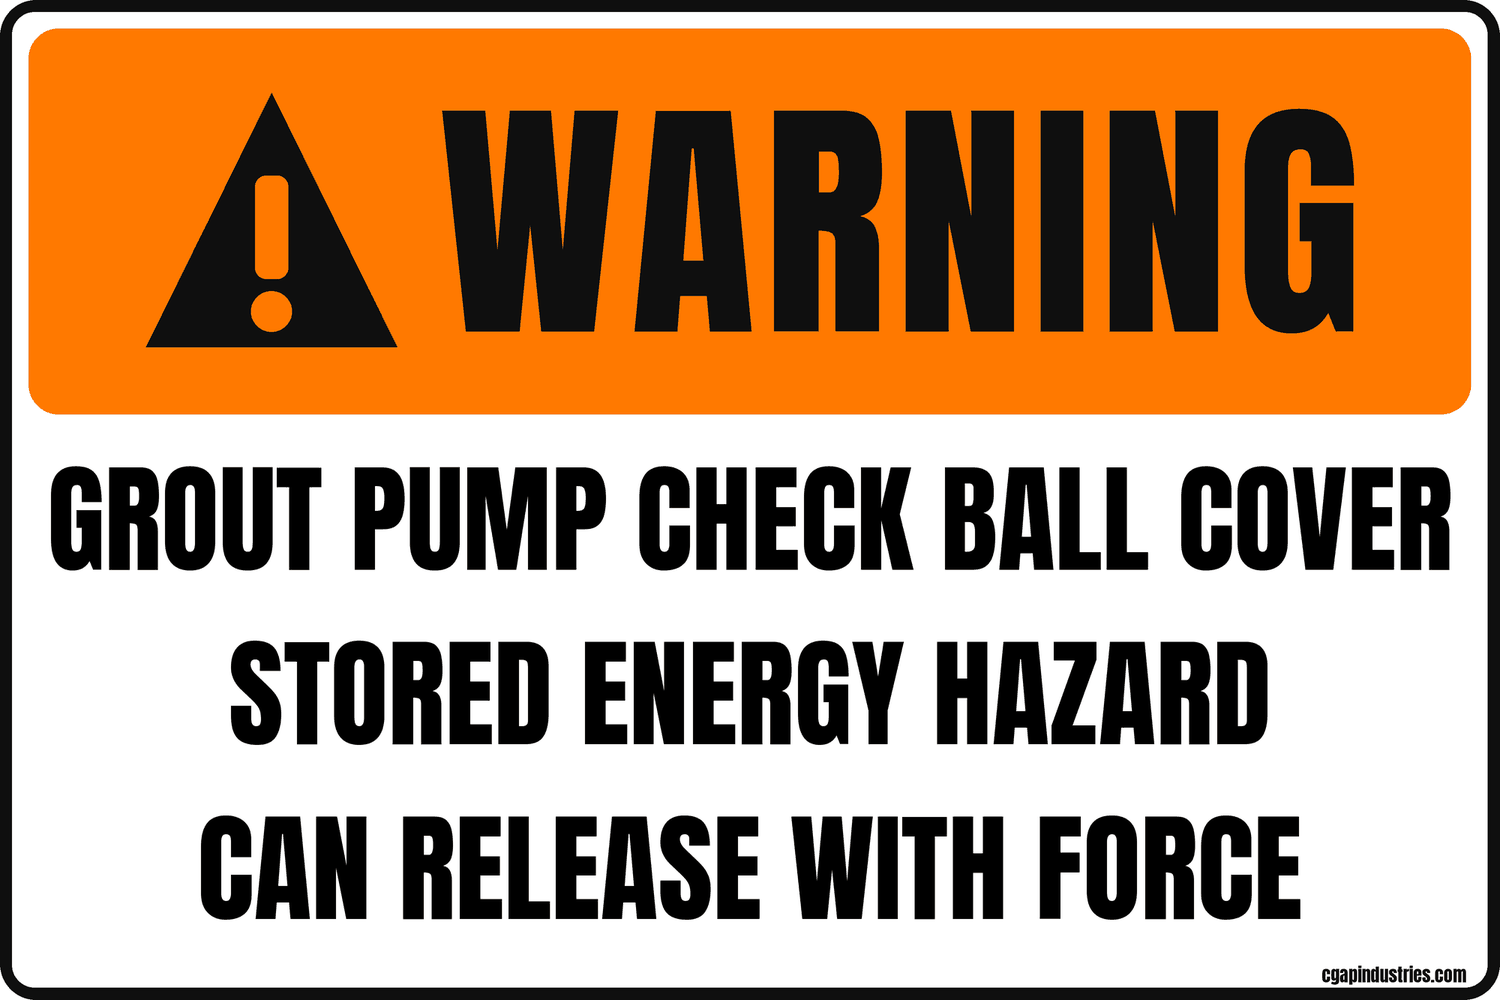 WARNING
GROUT PUMP CHECK BALL COVER
STORED ENERGY HAZARD
CAN RELEASE WITH FORCE
cgapindustries.com